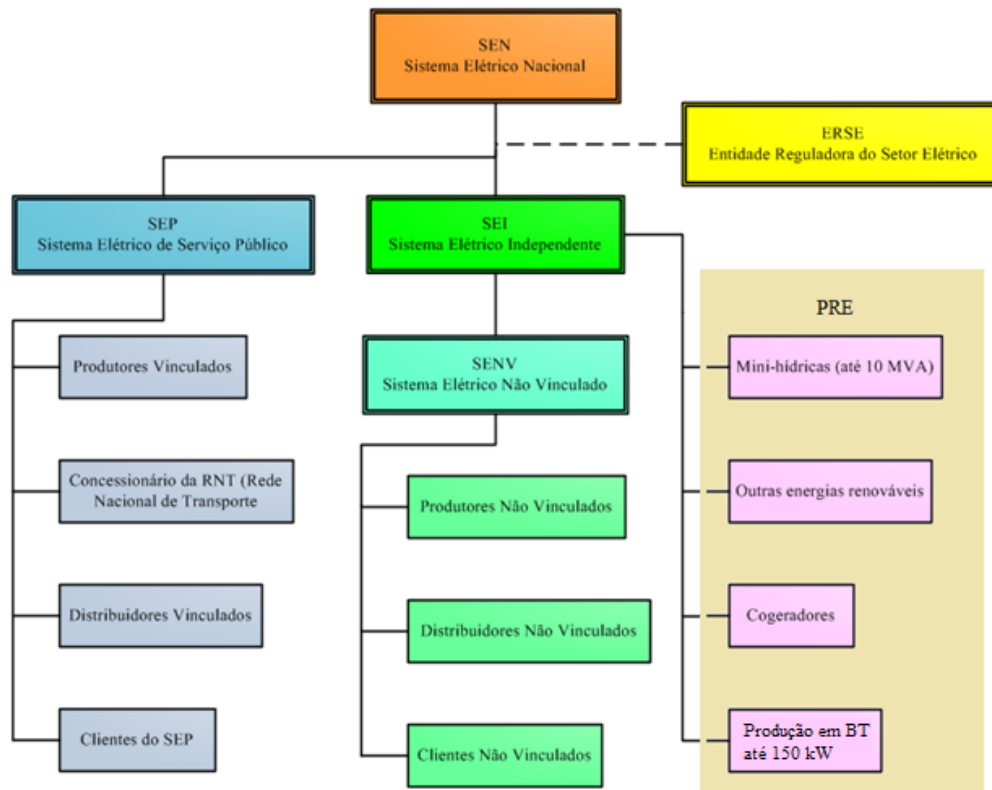 SEN
Sistema Elétrico Nacional
ERSE
Entidade Reguladora do Setor Elétrico
SEP
Sistema Elétrico de Serviço Público
SEI
Sistema Elétrico Independente
PRE
Produtores Vinculados
SENV
Sistema Elétrico Não Vinculado
Mini-hídricas (até 10 MVA)
Concessionário da RNT (Rede
Nacional de Transporte
Produtores Não Vinculados
Outras energias renováveis
Distribuidores Vinculados
Distribuidores Não Vinculados
Cogeradores
Clientes do SEP
Clientes Não Vinculados
Produção em BT
até 150 kW